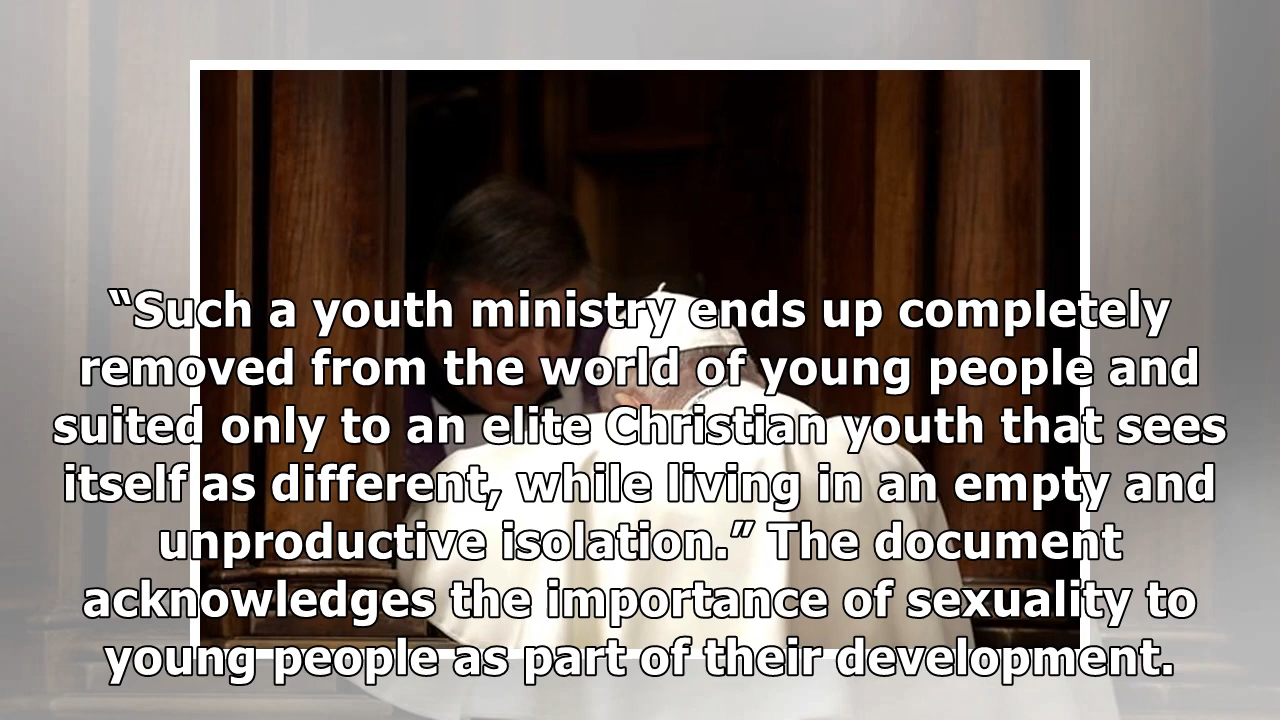 “Such a youth ministry ends up completely
removed from the world of young people and
suited only to an elite Christian youth that sees
itself as different, while living in an empty and
unproductive isolation.” The document
acknowledges the importance of sexuality to
young people as part of their development.